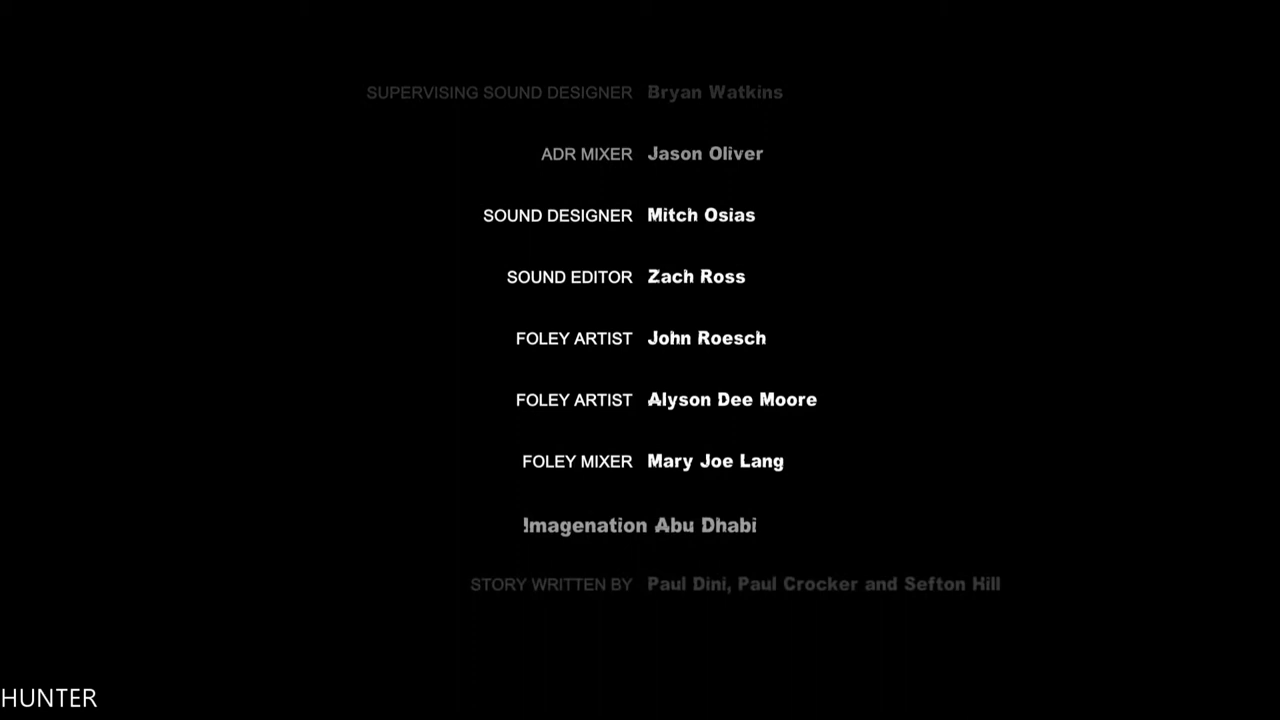 SUPERVISING SOUND DESIGNER Bryan Watkins
ADR MIXER Jason Oliver
SOUND DESIGNER Mitch Osias
SOUND EDITOR Zach Ross
FOLEY ARTIST John Roesch
FOLEY ARTIST Alyson Dee Moore
FOLEY MIXER Mary Joe Lang
Imagenation Abu Dhabi
STORY WRITTEN BY Paul Dini, Paul Crocker and Sefton Hill
HUNTER